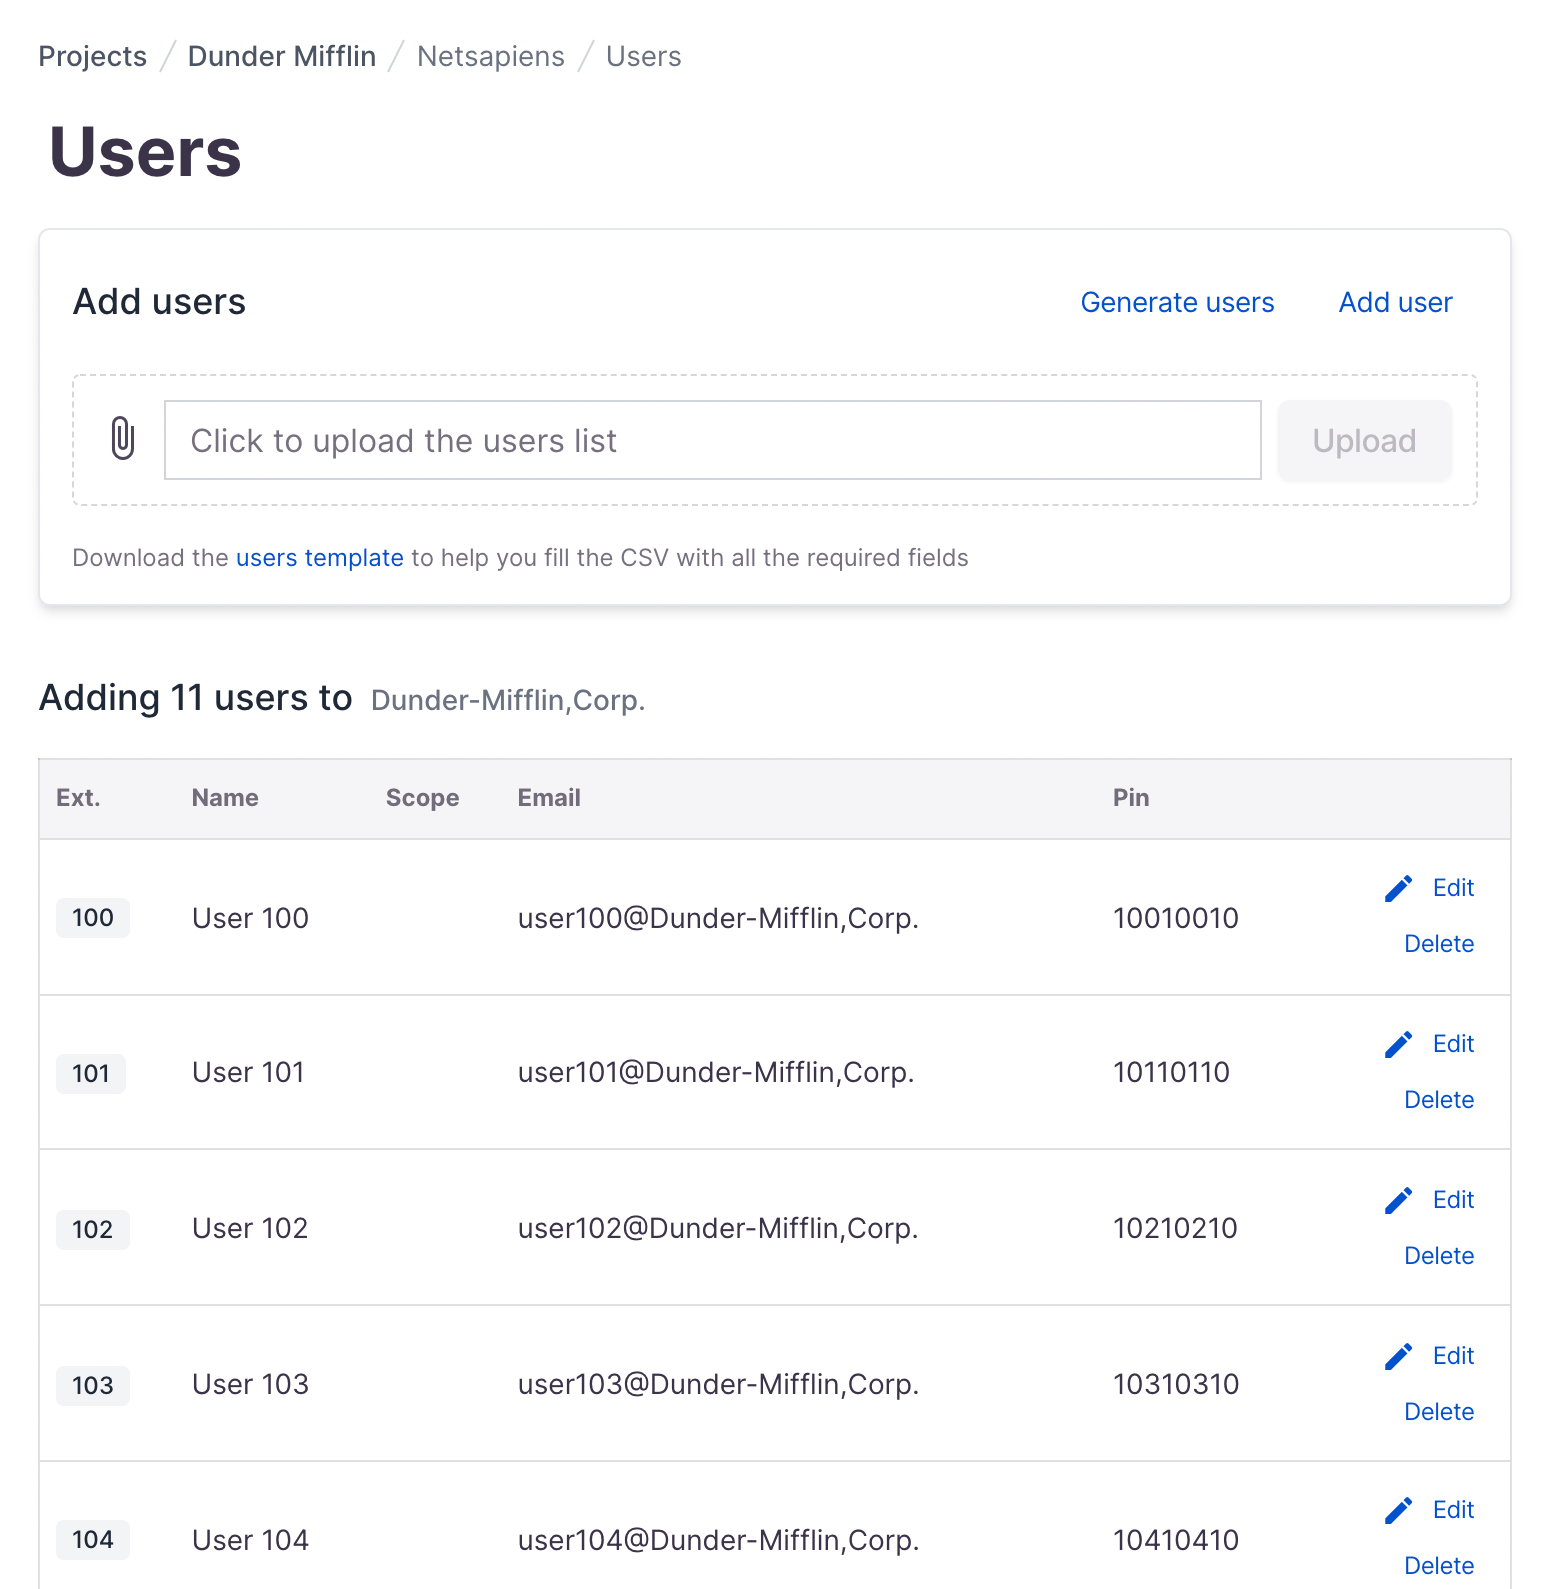 Projects / Dunder Mifflin / Netsapiens / Users
Users
Add users Generate users Add user
Click to upload the users list Upload
Download the users template to help you fill the CSV with all the required fields
Adding 11 users to Dunder-Mifflin,Corp.
Ext. Name Scope Email Pin
100 User 100 user100@Dunder-Mifflin,Corp. 10010010 Edit
Delete
101 User 101 user101@Dunder-Mifflin,Corp. 10110110 Edit
Delete
102 User 102 user102@Dunder-Mifflin,Corp. 10210210 Edit
Delete
103 User 103 user103@Dunder-Mifflin,Corp. 10310310 Edit
Delete
104 User 104 user104@Dunder-Mifflin,Corp. 10410410 Edit
Delete